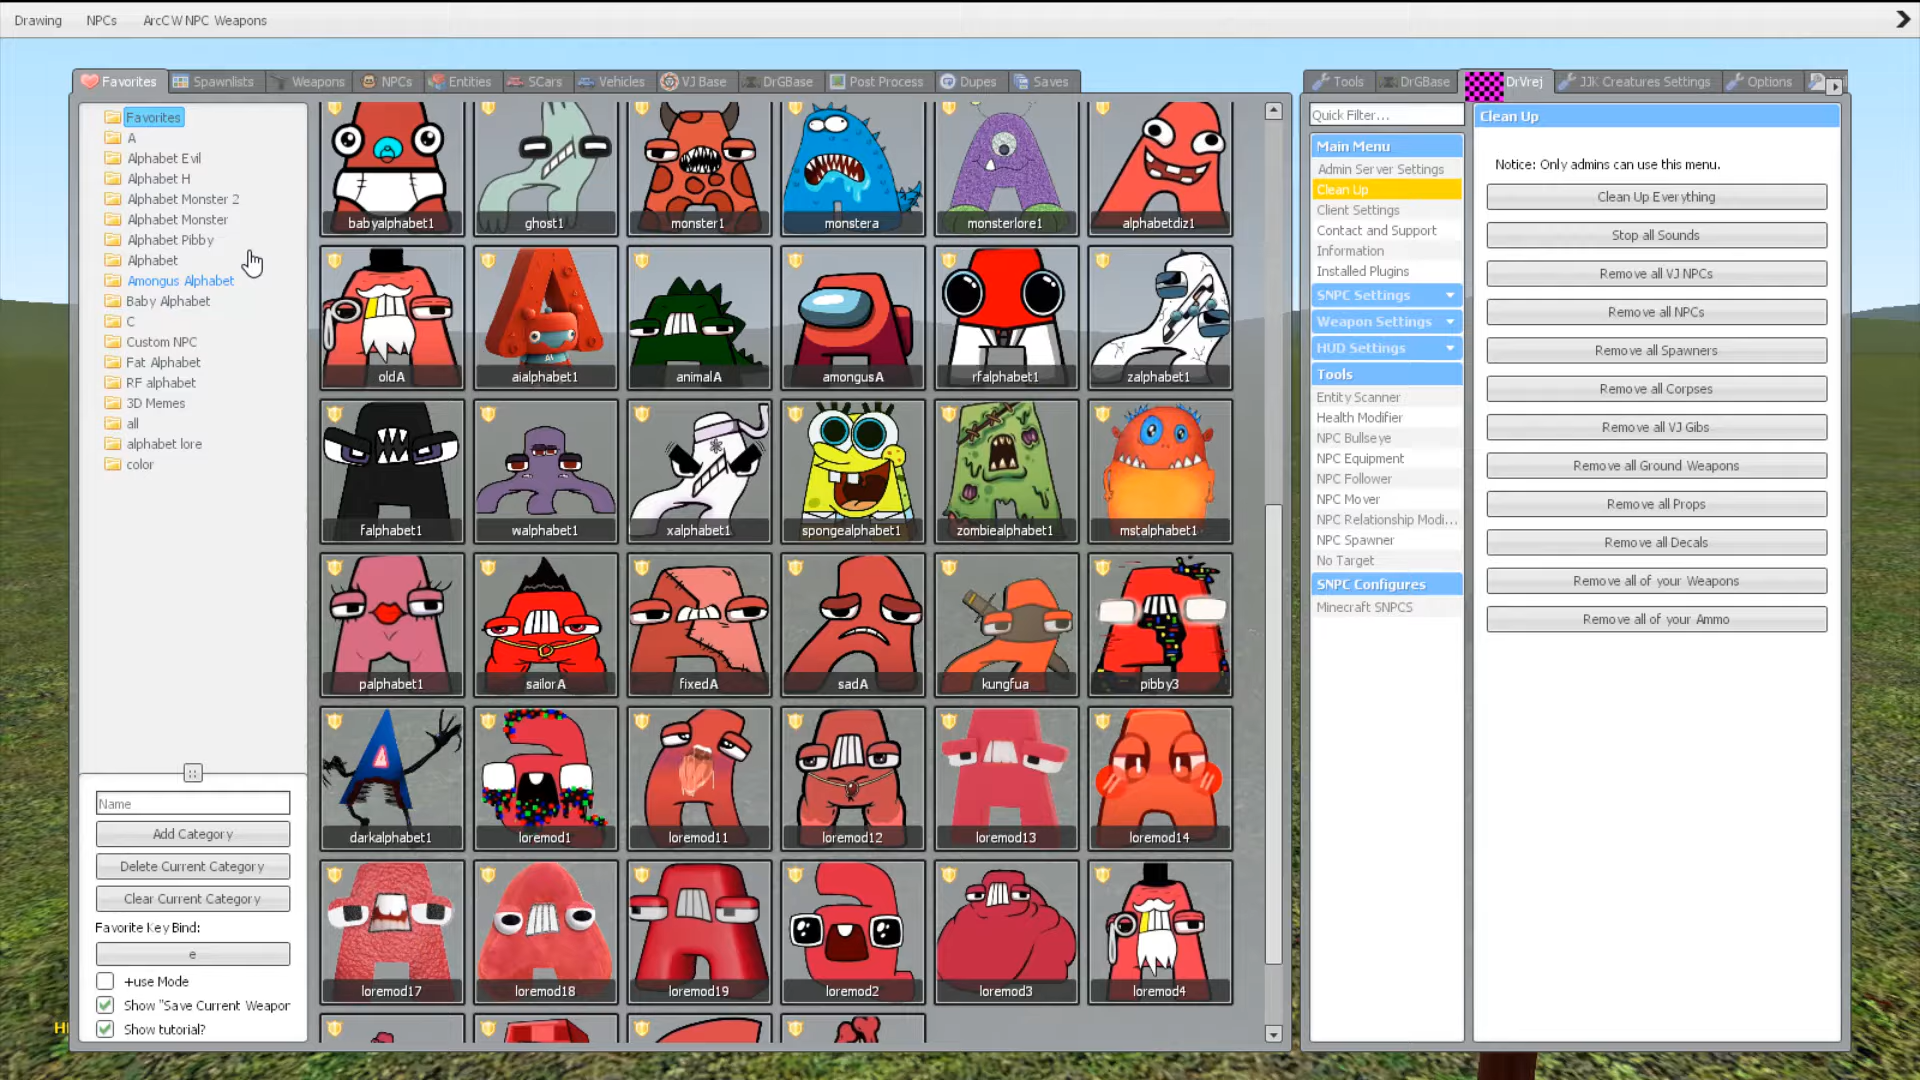 Drawing NPCs ArcCW NPC Weapons
Favorites Spawnlists Weapons NPCs Entities SCars Vehicles VJ Base DrGBase Post Process Dupes Saves
Favorites
A
Alphabet Evil
Alphabet H
Alphabet Monster 2
Alphabet Monster
Alphabet Pibby
Alphabet
Amongus Alphabet
Baby Alphabet
C
Custom NPC
Fat Alphabet
RF alphabet
3D Memes
all
alphabet lore
color
Name
Add Category
Delete Current Category
Clear Current Category
Favorite Key Bind:
e
+use Mode
Show "Save Current Weapon
Show tutorial?
babyalphabet1 ghost1 monster1 monstera monsterlore1 alphabetdiz1
oldA aialphabet1 animalA amongusA rfalphabet1 zalphabet1
falphabet1 walphabet1 xalphabet1 spongealphabet1 zombiealphabet1 mstalphabet1
palphabet1 sailorA fixedA sadA kungfua pibby3
darkalphabet1 loremod1 loremod11 loremod12 loremod13 loremod14
loremod17 loremod18 loremod19 loremod2 loremod3 loremod4
Tools DrGBase DrVrej JJK Creatures Settings Options
Quick Filter...
Main Menu
Admin Server Settings
Clean Up
Client Settings
Contact and Support
Information
Installed Plugins
SNPC Settings
Weapon Settings
HUD Settings
Tools
Entity Scanner
Health Modifier
NPC Bullseye
NPC Equipment
NPC Follower
NPC Mover
NPC Relationship Modi...
NPC Spawner
No Target
SNPC Configures
Minecraft SNPCS
Clean Up
Notice: Only admins can use this menu.
Clean Up Everything
Stop all Sounds
Remove all VJ NPCs
Remove all NPCs
Remove all Spawners
Remove all Corpses
Remove all VJ Gibs
Remove all Ground Weapons
Remove all Props
Remove all Decals
Remove all of your Weapons
Remove all of your Ammo